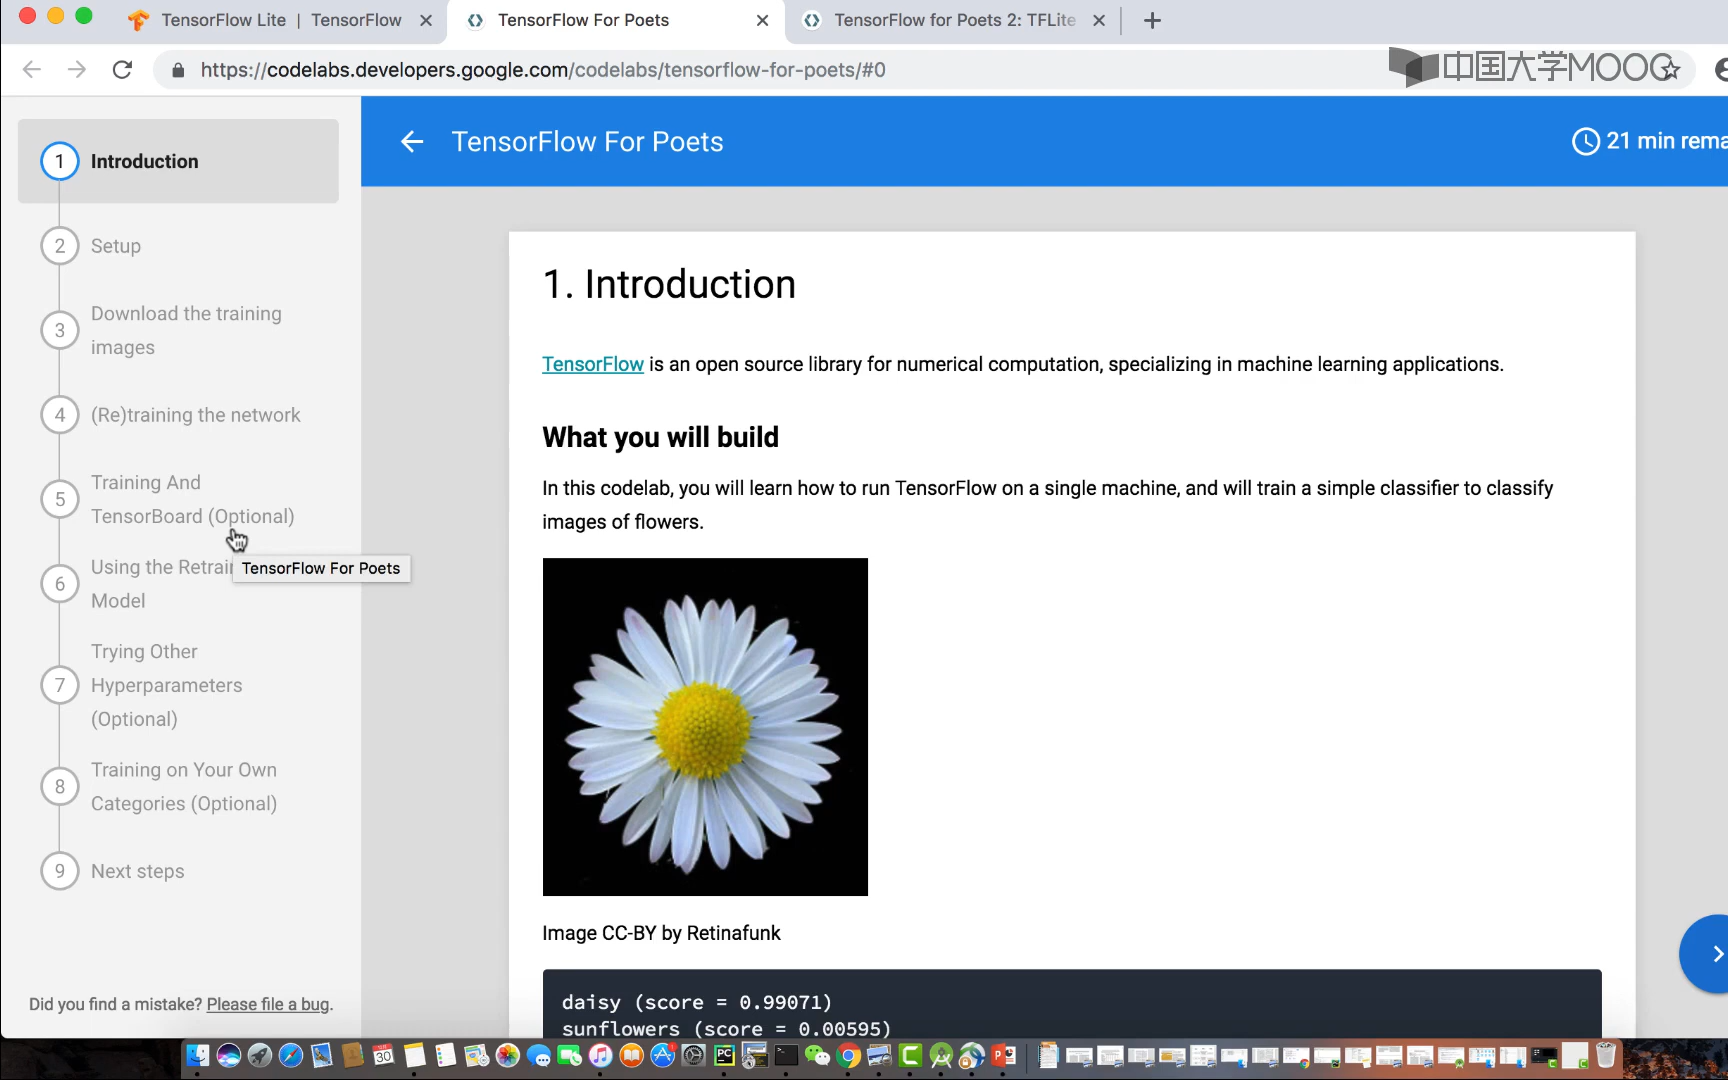 TensorFlow Lite | TensorFlow
TensorFlow For Poets
TensorFlow for Poets 2: TFLite
https://codelabs.developers.google.com/codelabs/tensorflow-for-poets/#0
中国大学MOOC
TensorFlow For Poets
21 min rema
1 Introduction
2 Setup
3 Download the training
images
4 (Re)training the network
5 Training And
TensorBoard (Optional)
6 Using the Retrain
Model
TensorFlow For Poets
7 Trying Other
Hyperparameters
(Optional)
8 Training on Your Own
Categories (Optional)
9 Next steps
Did you find a mistake? Please file a bug.
1. Introduction
TensorFlow is an open source library for numerical computation, specializing in machine learning applications.
What you will build
In this codelab, you will learn how to run TensorFlow on a single machine, and will train a simple classifier to classify
images of flowers.
Image CC-BY by Retinafunk
daisy (score = 0.99071)
sunflowers (score = 0.00595)
30
PC